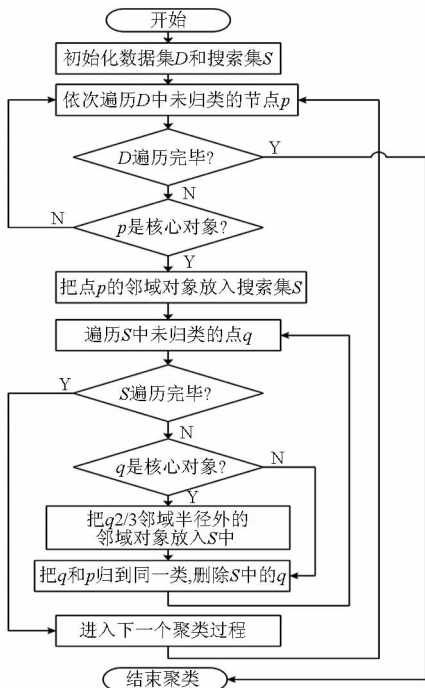 开始
初始化数据集D和搜索集S
依次遍历D中未归类的节点p
D遍历完毕?
Y
N
N
p是核心对象?
Y
把点p的邻域对象放入搜索集S
遍历S中未归类的点q
Y
S遍历完毕?
N
q是核心对象?
N
Y
把q2/3邻域半径外的
邻域对象放入S中
把q和p归到同一类,删除S中的q
进入下一个聚类过程
结束聚类